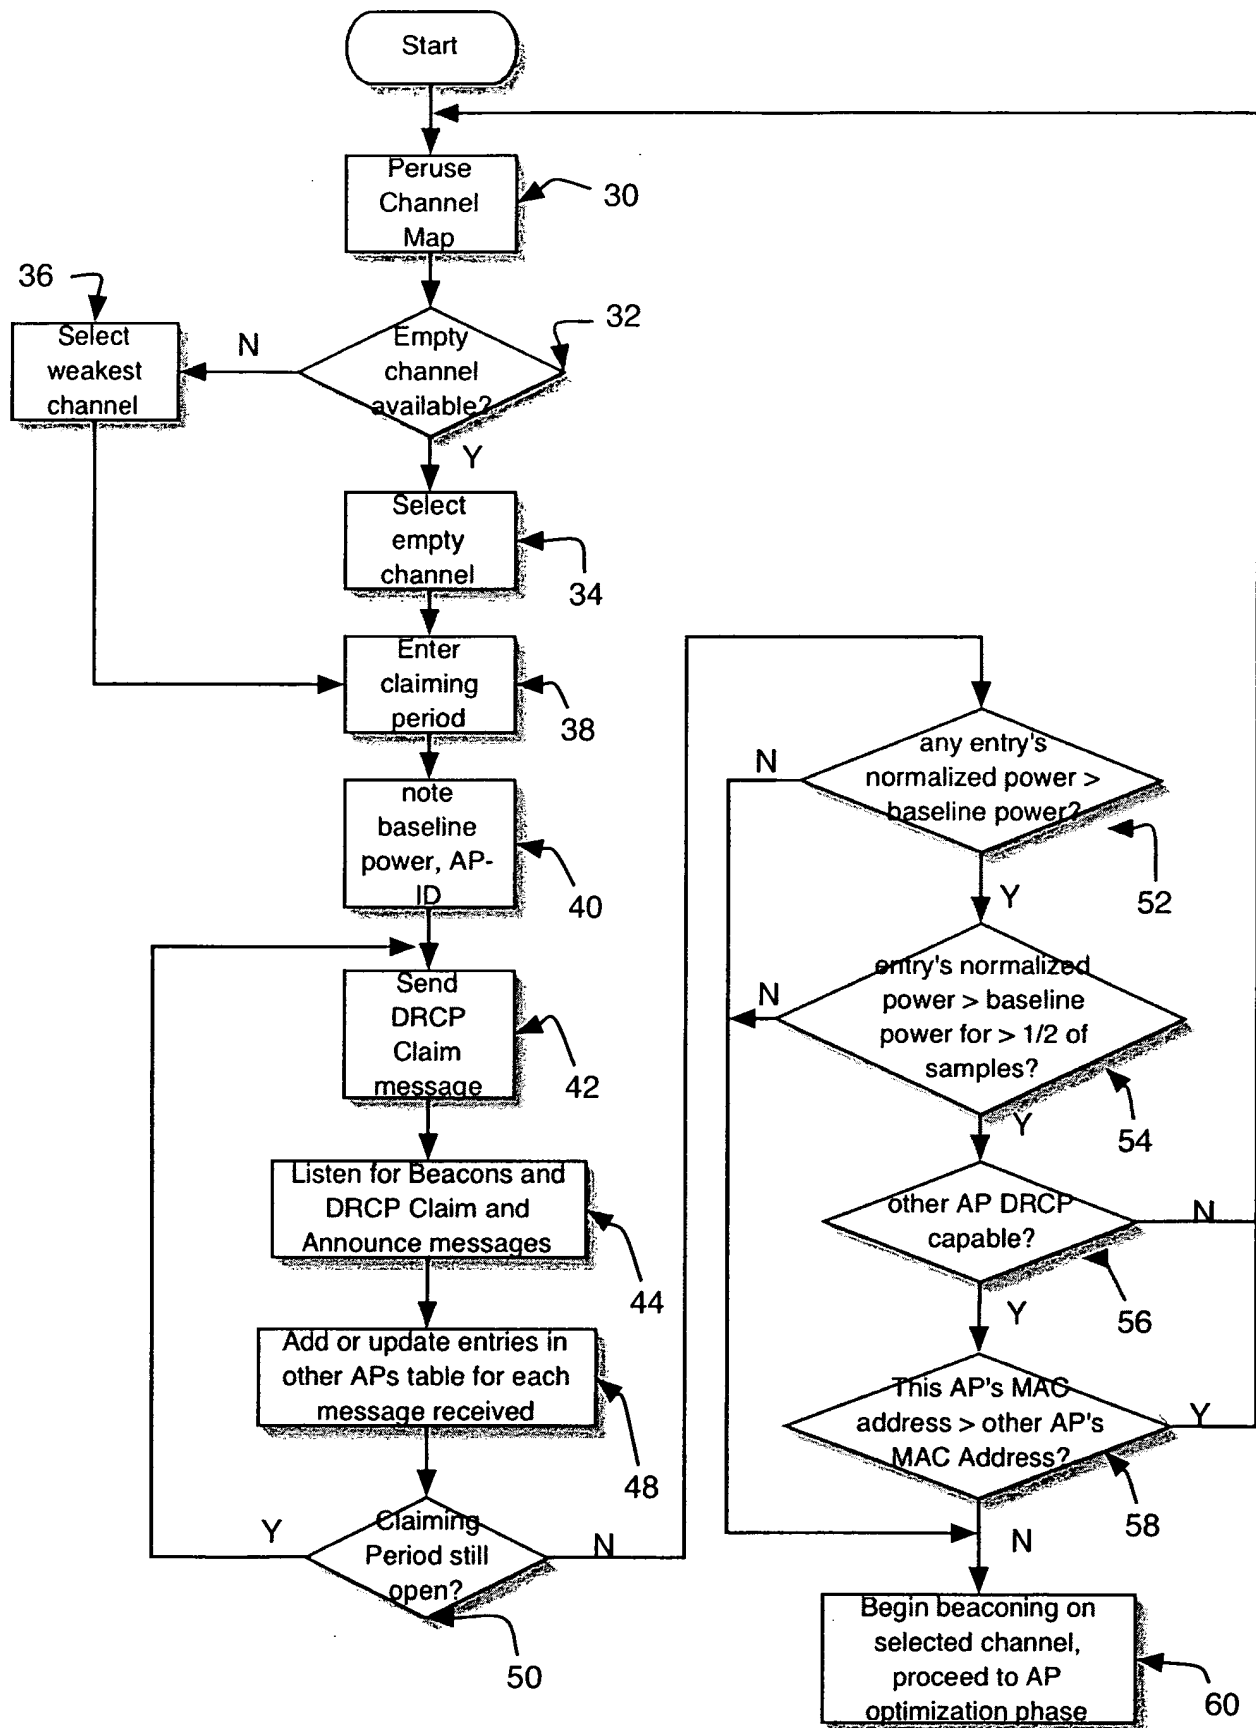 Start
Peruse
Channel
Map
30
36
Select
weakest
channel
N
Empty
channel
available?
32
Y
Select
empty
channel
34
Enter
claiming
period
38
note
baseline
power, AP-
ID
40
Send
DRCP
Claim
message
42
Listen for Beacons and
DRCP Claim and
Announce messages
44
Add or update entries in
other APs table for each
message received
48
Y
Claiming
Period still
open?
N
50
any entry's
normalized power >
baseline power?
N
52
Y
entry's normalized
power > baseline
power for > 1/2 of
samples?
N
54
Y
other AP DRCP
capable?
N
56
Y
This AP's MAC
address > other AP's
MAC Address?
Y
58
N
Begin beaconing on
selected channel,
proceed to AP
optimization phase
60